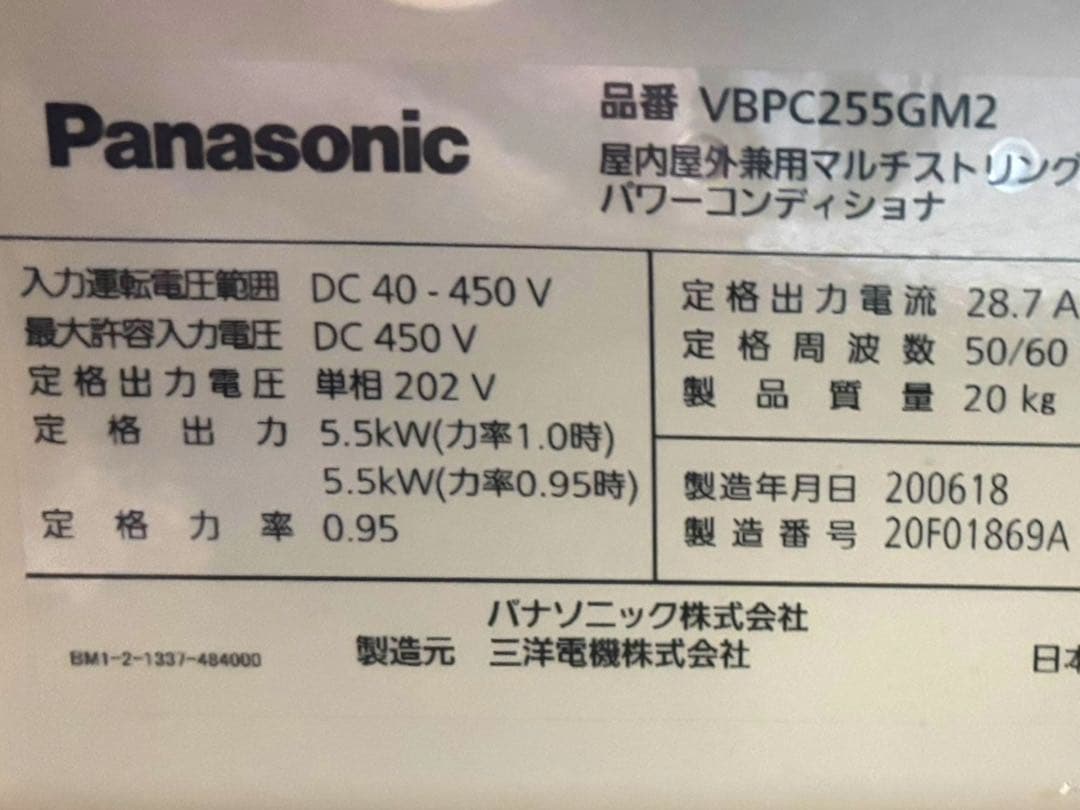 Panasonic
品番 VBPC255GM2
屋内屋外兼用マルチストリング
パワーコンディショナ
入力運転電圧範囲 DC 40 - 450 V
最大許容入力電圧 DC 450 V
定格出力電圧 単相 202 V
定格出力 5.5kW(力率1.0時)
5.5kW(力率0.95時)
定格力率 0.95
定格出力電流 28.7 A
定格周波数 50/60
製品質量 20 kg
製造年月日 200618
製造番号 20F01869A
パナソニック株式会社
製造元 三洋電機株式会社
BM1-2-1337-484000
日本